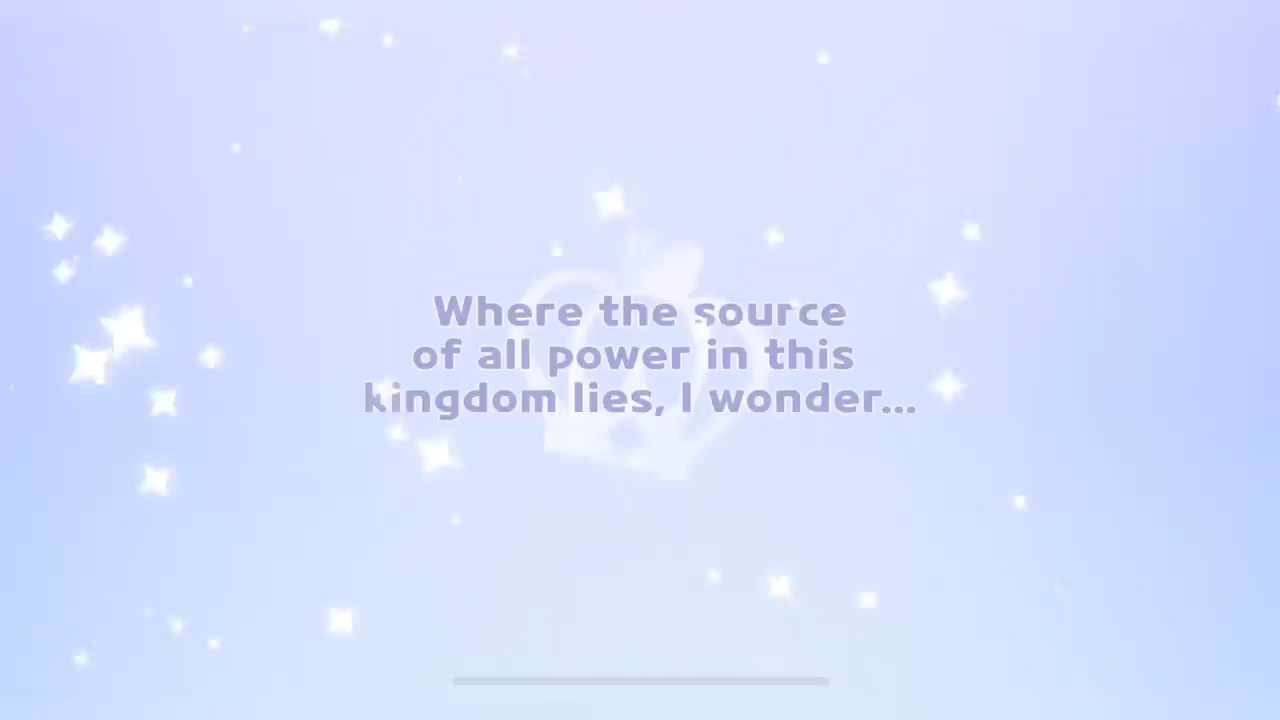 Where the source
of all power in this
kingdom lies, I wonder...